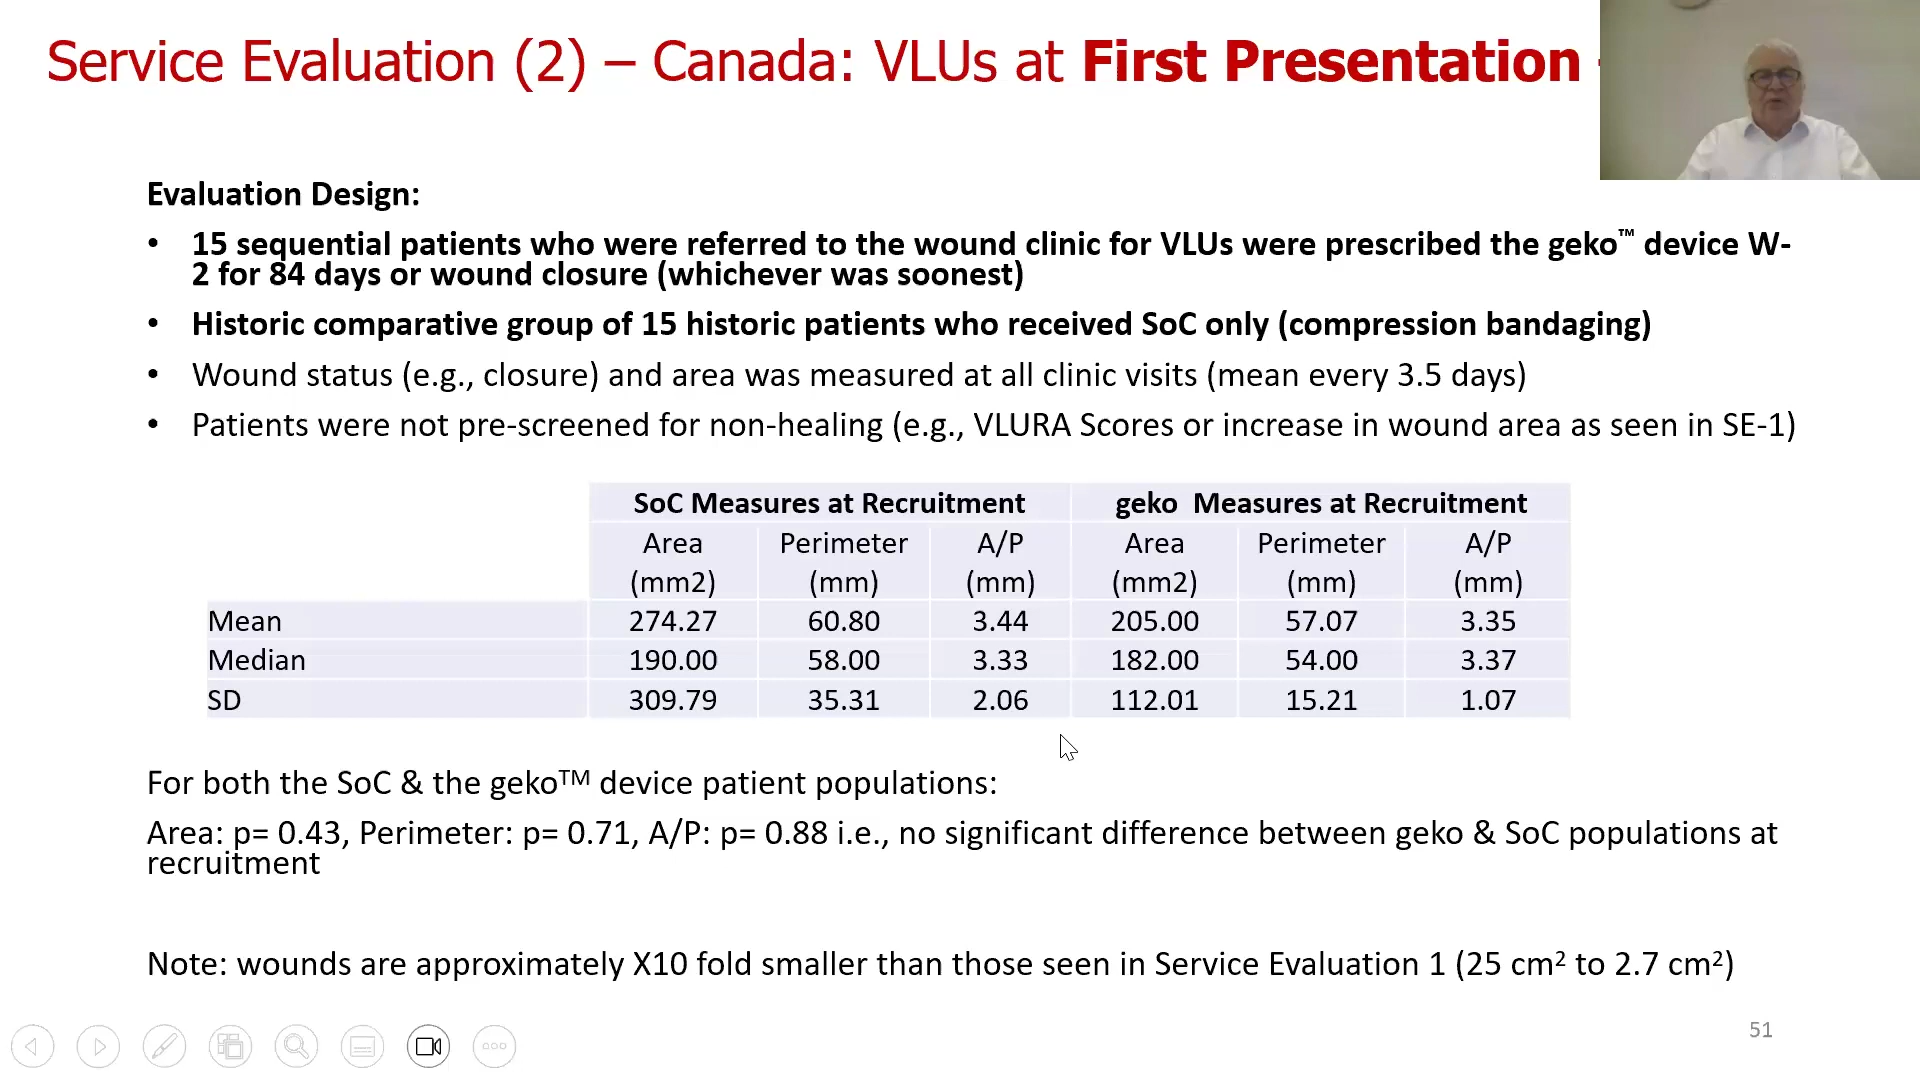 Service Evaluation (2) – Canada: VLUs at First Presentation
Evaluation Design:
• 15 sequential patients who were referred to the wound clinic for VLUs were prescribed the geko™ device W-
2 for 84 days or wound closure (whichever was soonest)
• Historic comparative group of 15 historic patients who received SoC only (compression bandaging)
• Wound status (e.g., closure) and area was measured at all clinic visits (mean every 3.5 days)
• Patients were not pre-screened for non-healing (e.g., VLURA Scores or increase in wound area as seen in SE-1)
SoC Measures at Recruitment geko Measures at Recruitment
Area Perimeter A/P Area Perimeter A/P
(mm2) (mm) (mm) (mm2) (mm) (mm)
Mean 274.27 60.80 3.44 205.00 57.07 3.35
Median 190.00 58.00 3.33 182.00 54.00 3.37
SD 309.79 35.31 2.06 112.01 15.21 1.07
For both the SoC & the geko™ device patient populations:
Area: p= 0.43, Perimeter: p= 0.71, A/P: p= 0.88 i.e., no significant difference between geko & SoC populations at
recruitment
Note: wounds are approximately X10 fold smaller than those seen in Service Evaluation 1 (25 cm² to 2.7 cm²)
51